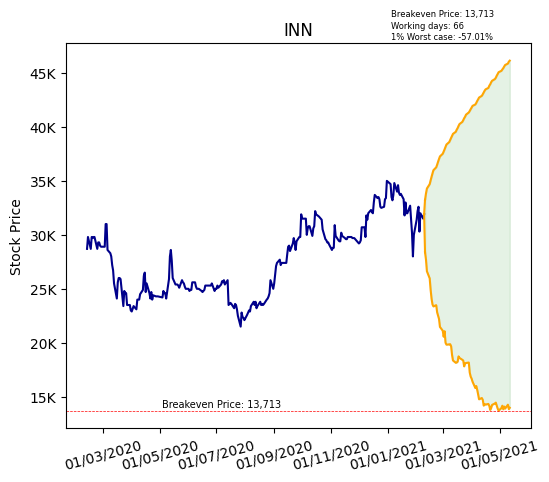 Breakeven Price: 13,713
Working days: 66
1% Worst case: -57.01%
INN
Stock Price
45K
40K
35K
30K
25K
20K
15K
Breakeven Price: 13,713
01/03/2020
01/05/2020
01/07/2020
01/09/2020
01/11/2020
01/01/2021
01/03/2021
01/05/2021